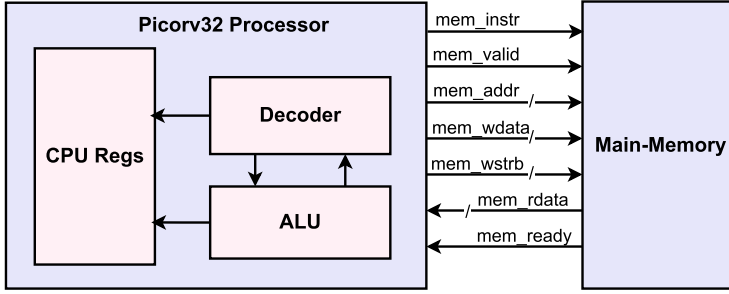 Picorv32 Processor
CPU Regs
Decoder
ALU
mem_instr
mem_valid
mem_addr
/
mem_wdata
/
mem_wstrb
/
mem_rdata
/
mem_ready
Main-Memory